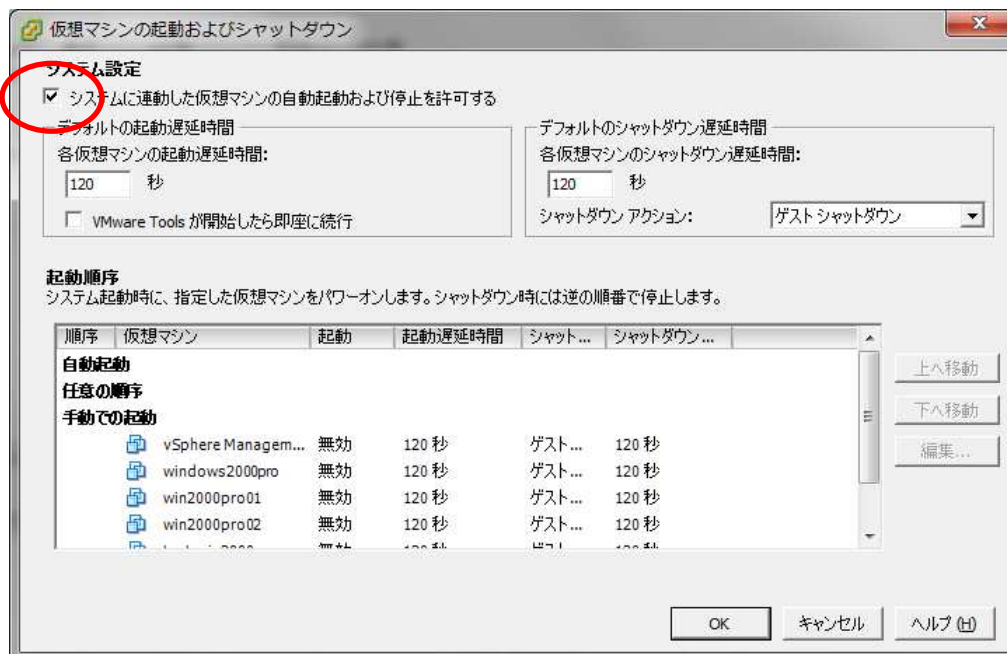 仮想マシンの起動およびシャットダウン
システム設定
システムに連動した仮想マシンの自動起動および停止を許可する
デフォルトの起動遅延時間
各仮想マシンの起動遅延時間:
120 秒
VMware Tools が開始したら即座に続行
デフォルトのシャットダウン遅延時間
各仮想マシンのシャットダウン遅延時間:
120 秒
シャットダウン アクション: ゲスト シャットダウン
起動順序
システム起動時に、指定した仮想マシンをパワーオンします。シャットダウン時には逆の順番で停止します。
順序 仮想マシン 起動 起動遅延時間 シャット... シャットダウン...
自動起動
任意の順序
手動での起動
vSphere Managem... 無効 120 秒 ゲスト... 120 秒
windows2000pro 無効 120 秒 ゲスト... 120 秒
win2000pro01 無効 120 秒 ゲスト... 120 秒
win2000pro02 無効 120 秒 ゲスト... 120 秒
上へ移動
下へ移動
編集...
OK キャンセル ヘルプ (H)